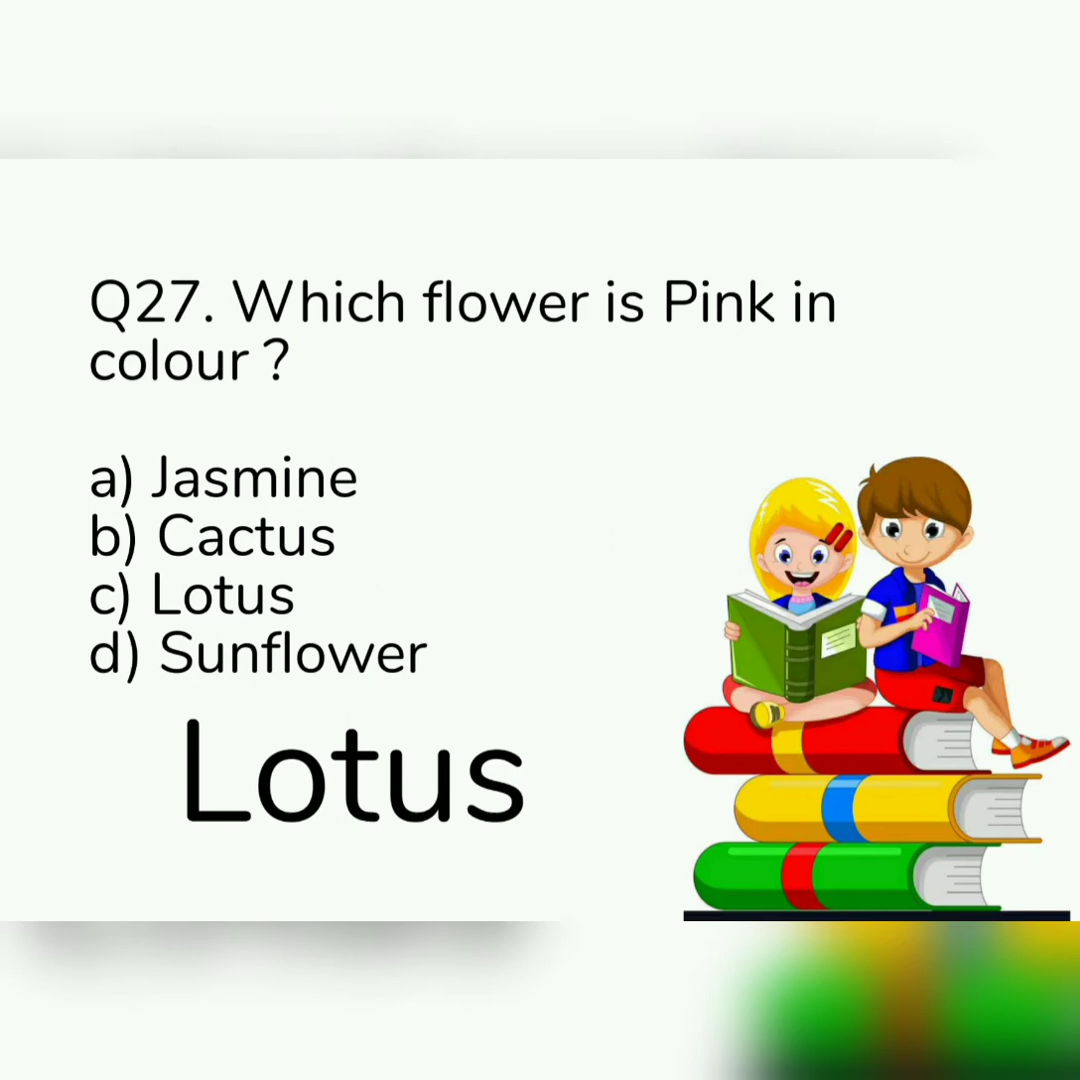 Q27. Which flower is Pink in
colour ?
a) Jasmine
b) Cactus
c) Lotus
d) Sunflower
Lotus